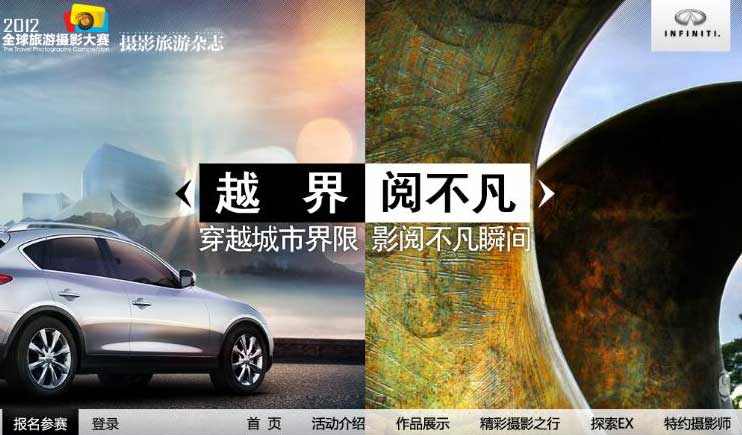 2012
全球旅游摄影大赛
The Travel Photography Competition
摄影旅游杂志
INFINITI.
越 界 阅不凡
穿越城市界限 影阅不凡瞬间
报名参赛 登录 首 页 活动介绍 作品展示 精彩摄影之行 探索EX 特约摄影师